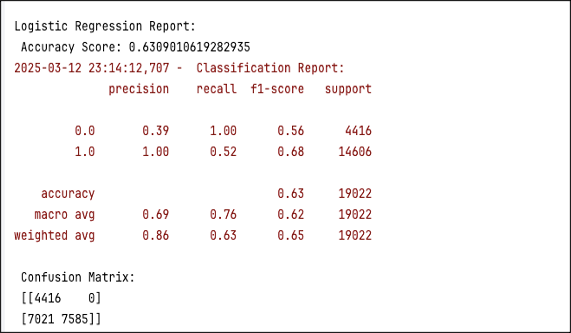 Logistic Regression Report:
Accuracy Score: 0.6309010619282935
2025-03-12 23:14:12,707 -  Classification Report:
              precision    recall  f1-score   support

         0.0       0.39      1.00      0.56      4416
         1.0       1.00      0.52      0.68     14606

    accuracy                           0.63     19022
   macro avg       0.69      0.76      0.62     19022
weighted avg       0.86      0.63      0.65     19022

 Confusion Matrix:
 [[4416    0]
 [7021 7585]]